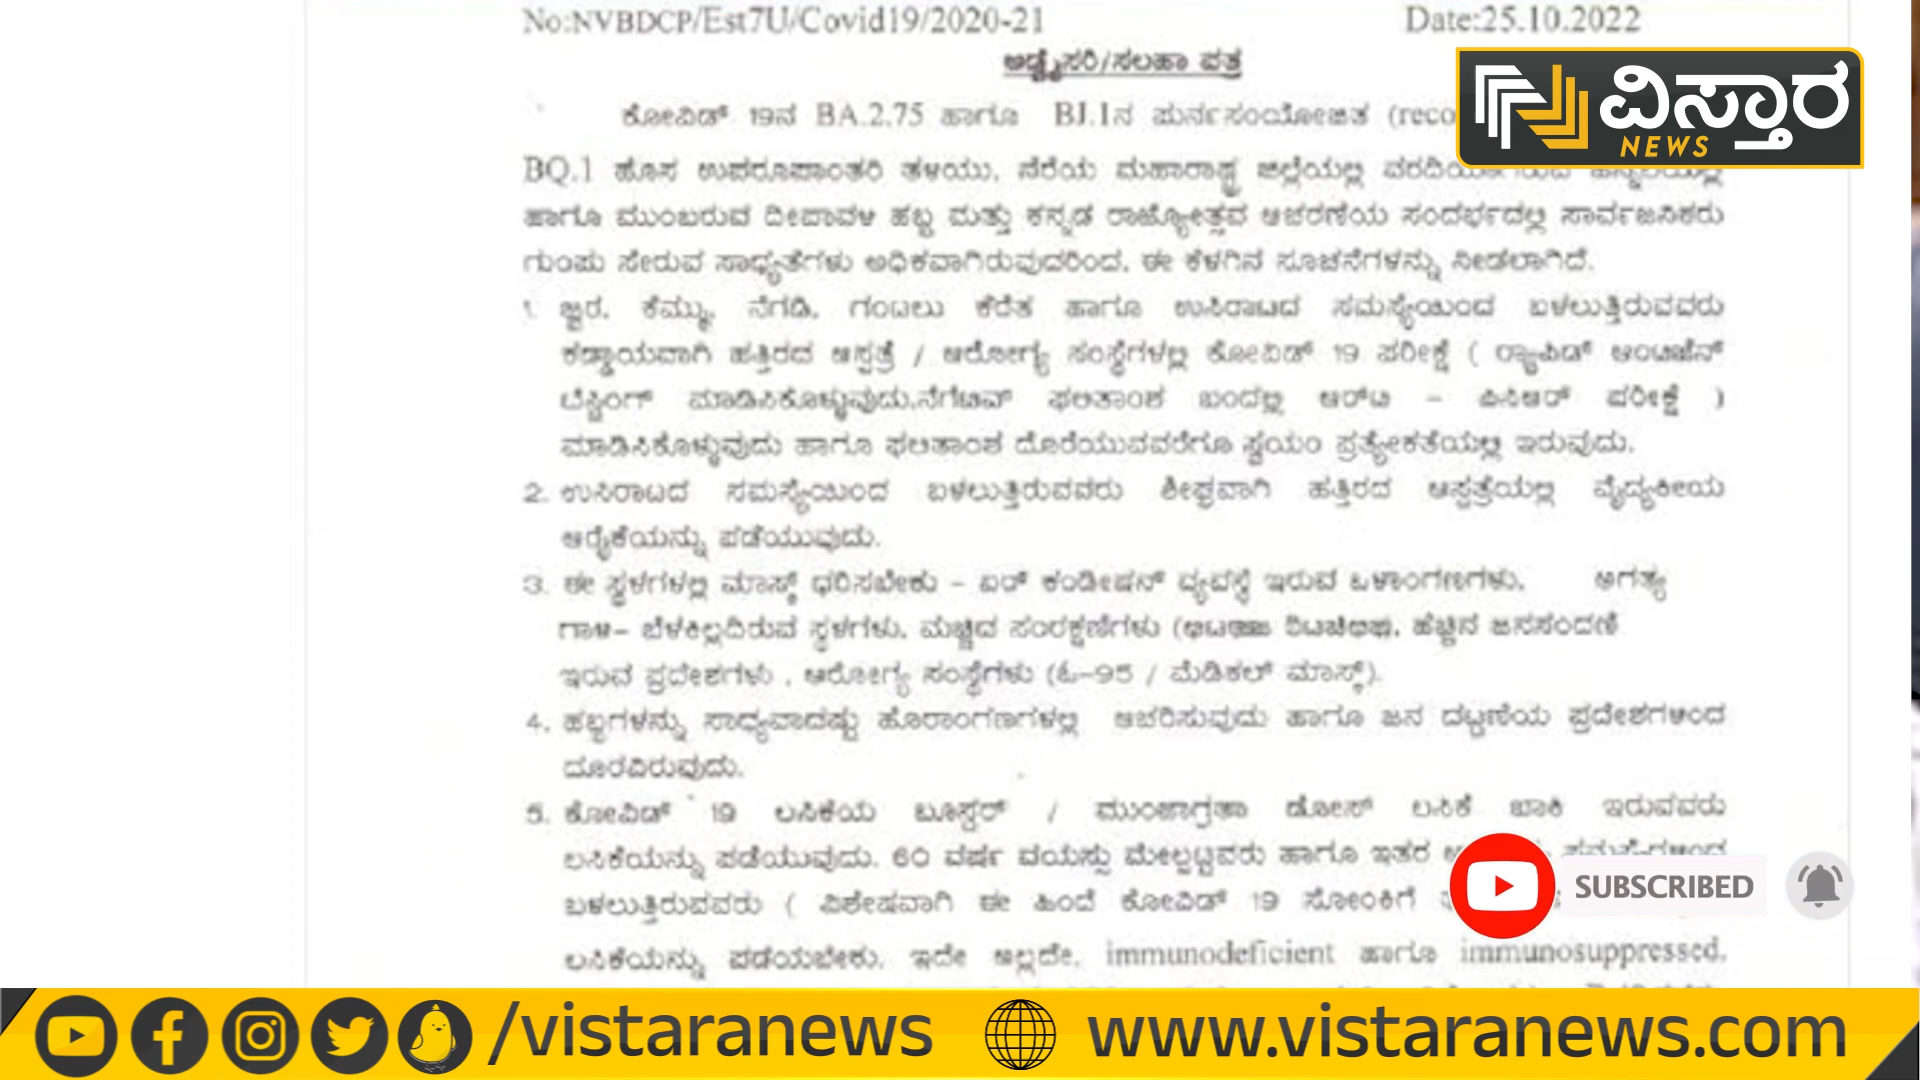 No:NVBDCP/Est7U/Covid19/2020-21 Date:25.10.2022
ಅಡ್ವೈಸರಿ/ಸಲಹಾ ಪತ್ರ
ವಿಸ್ತಾರ
NEWS
ಕೋವಿಡ್ 19ನ BA.2.75 ಹಾಗೂ BJ.1ನ ಪುರ್ನಸಂಯೋಜಿತ
BQ.1 ಹೊಸ ಉಪರೂಪಾಂತರಿ ತಳಿಯು, ನೆರೆಯ ಮಹಾರಾಷ್ಟ್ರ ಜಿಲ್ಲೆಯಲ್ಲಿ
ಹಾಗೂ ಮುಂಬರುವ ದೀಪಾವಳಿ ಹಬ್ಬ ಮತ್ತು ಕನ್ನಡ ರಾಜ್ಯೋತ್ಸವ ಆಚರಣೆಯ ಸಂದರ್ಭದಲ್ಲಿ ಸಾರ್ವಜನಿಕರು
ಗುಂಪು ಸೇರುವ ಸಾಧ್ಯತೆಗಳು ಅಧಿಕವಾಗಿರುವುದರಿಂದ, ಈ ಕೆಳಗಿನ ಸೂಚನೆಗಳನ್ನು ನೀಡಲಾಗಿದೆ.
1. ಜ್ವರ, ಕೆಮ್ಮು, ನೆಗಡಿ, ಗಂಟಲು ಕೆರೆತ ಹಾಗೂ ಉಸಿರಾಟದ ಸಮಸ್ಯೆಯಿಂದ ಬಳಲುತ್ತಿರುವವರು
ಕಡ್ಡಾಯವಾಗಿ ಹತ್ತಿರದ ಆಸ್ಪತ್ರೆ / ಆರೋಗ್ಯ ಸಂಸ್ಥೆಗಳಲ್ಲಿ ಕೋವಿಡ್ 19 ಪರೀಕ್ಷೆ ( ರ‍್ಯಾಪಿಡ್ ಆಂಟಿಜೆನ್
ಟೆಸ್ಟಿಂಗ್ ಮಾಡಿಸಿಕೊಳ್ಳುವುದು,ನೆಗೆಟಿವ್ ಫಲಿತಾಂಶ ಬಂದಲ್ಲಿ ಆರ್‌ಟಿ – ಪಿಸಿಆರ್ ಪರೀಕ್ಷೆ )
ಮಾಡಿಸಿಕೊಳ್ಳುವುದು ಹಾಗೂ ಫಲಿತಾಂಶ ದೊರೆಯುವವರೆಗೂ ಸ್ವಯಂ ಪ್ರತ್ಯೇಕತೆಯಲ್ಲಿ ಇರುವುದು.
2. ಉಸಿರಾಟದ ಸಮಸ್ಯೆಯಿಂದ ಬಳಲುತ್ತಿರುವವರು ಶೀಘ್ರವಾಗಿ ಹತ್ತಿರದ ಆಸ್ಪತ್ರೆಯಲ್ಲಿ ವೈದ್ಯಕೀಯ
ಆರೈಕೆಯನ್ನು ಪಡೆಯುವುದು.
3. ಈ ಸ್ಥಳಗಳಲ್ಲಿ ಮಾಸ್ಕ್ ಧರಿಸಬೇಕು – ಏರ್ ಕಂಡೀಷನ್ ವ್ಯವಸ್ಥೆ ಇರುವ ಒಳಾಂಗಣಗಳು, ಅಗತ್ಯ
ಗಾಳಿ– ಬೆಳಕಿಲ್ಲದಿರುವ ಸ್ಥಳಗಳು, ಮುಚ್ಚಿದ ಸಂರಕ್ಷಣೆಗಳು ಹೆಚ್ಚಿನ ಜನಸಂದಣಿ
ಇರುವ ಪ್ರದೇಶಗಳು , ಆರೋಗ್ಯ ಸಂಸ್ಥೆಗಳು / ಮೆಡಿಕಲ್ ಮಾಸ್ಕ್).
4. ಹಬ್ಬಗಳನ್ನು ಸಾಧ್ಯವಾದಷ್ಟು ಹೊರಾಂಗಣಗಳಲ್ಲಿ ಆಚರಿಸುವುದು ಹಾಗೂ ಜನ ದಟ್ಟಣೆಯ ಪ್ರದೇಶಗಳಿಂದ
ದೂರವಿರುವುದು.
5. ಕೋವಿಡ್ 19 ಲಸಿಕೆಯ ಬೂಸ್ಟರ್ / ಮುಂಜಾಗ್ರತಾ ಡೋಸ್ ಲಸಿಕೆ ಬಾಕಿ ಇರುವವರು
ಲಸಿಕೆಯನ್ನು ಪಡೆಯುವುದು. 60 ವರ್ಷ ವಯಸ್ಸು ಮೇಲ್ಪಟ್ಟವರು ಹಾಗೂ ಇತರ
ಬಳಲುತ್ತಿರುವವರು ( ವಿಶೇಷವಾಗಿ ಈ ಹಿಂದೆ ಕೋವಿಡ್ 19 ಸೋಂಕಿಗೆ
SUBSCRIBED
ಲಸಿಕೆಯನ್ನು ಪಡೆಯಬೇಕು. ಇದೇ ಅಲ್ಲದೇ, immunodeficient ಹಾಗೂ immunosuppressed,
/vistaranews www.vistaranews.com